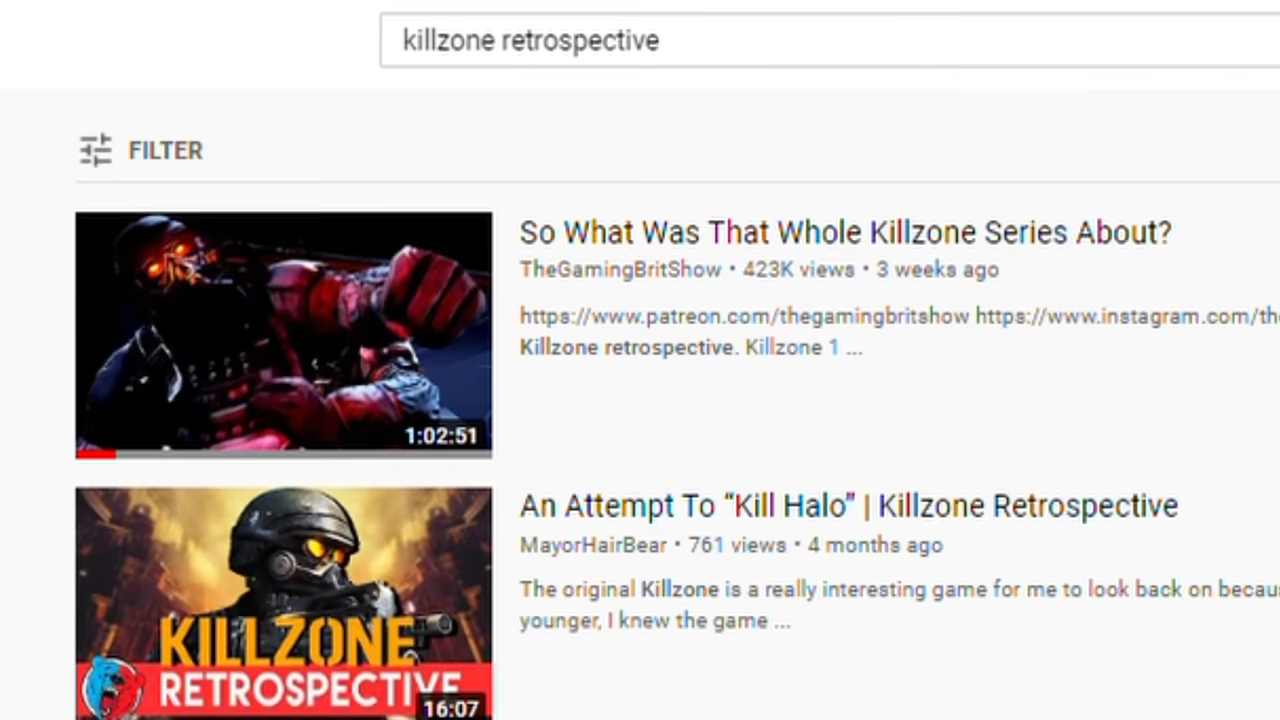 killzone retrospective
FILTER
So What Was That Whole Killzone Series About?
TheGamingBritShow • 423K views • 3 weeks ago
https://www.patreon.com/thegamingbritshow https://www.instagram.com/th
Killzone retrospective. Killzone 1 ...
1:02:51
An Attempt To “Kill Halo” | Killzone Retrospective
MayorHairBear • 761 views • 4 months ago
The original Killzone is a really interesting game for me to look back on becau
younger, I knew the game ...
KILLZONE
RETROSPECTIVE
16:07